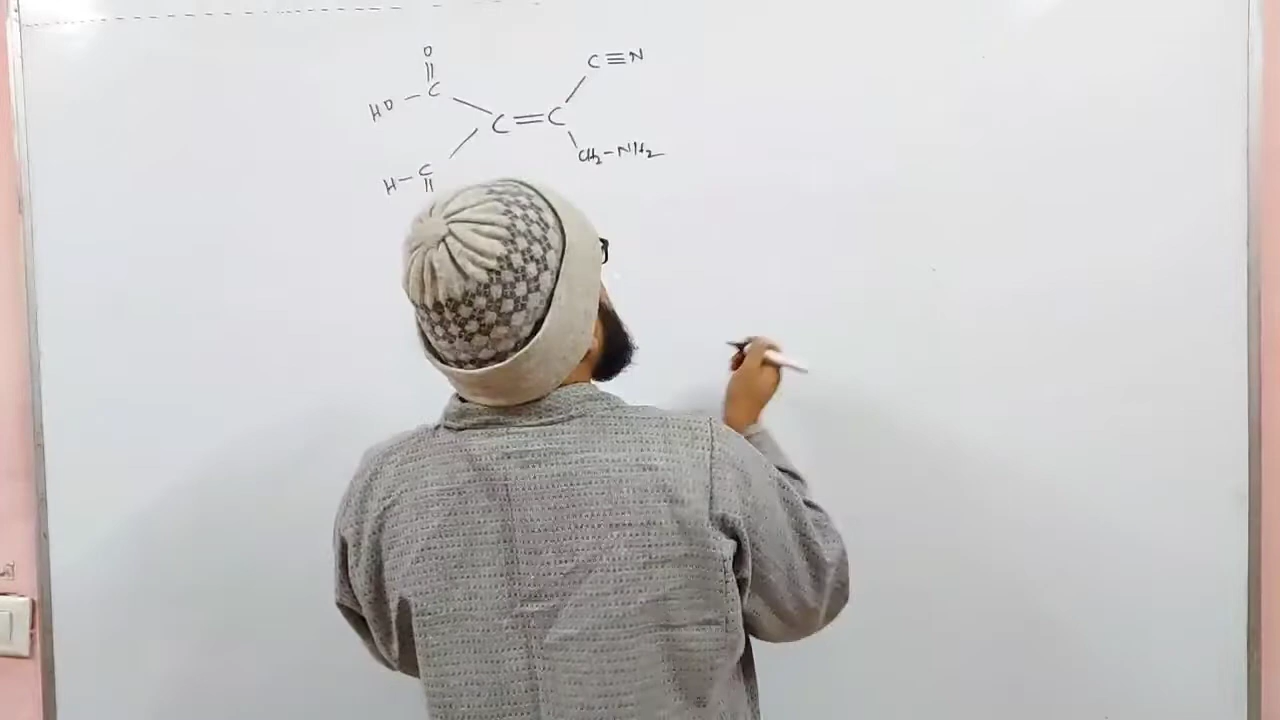 O
||
HO – C
C = C
C ≡ N
CH₂ – NH₂
H – C
||